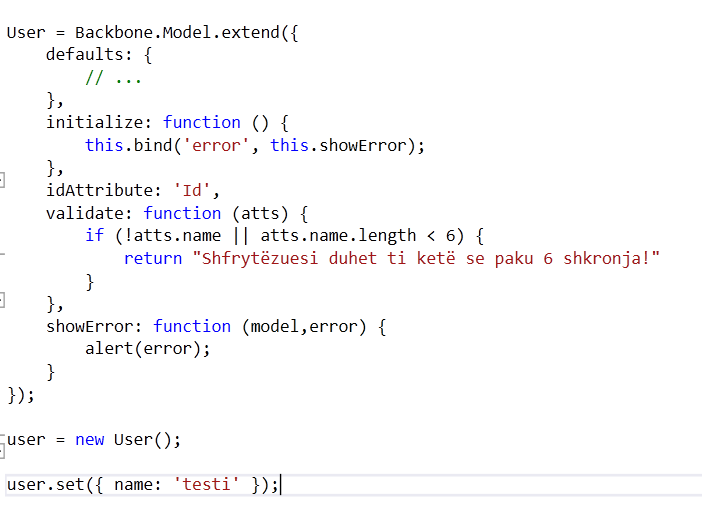 User = Backbone.Model.extend({
    defaults: {
        // ...
    },
    initialize: function () {
        this.bind('error', this.showError);
    },
    idAttribute: 'Id',
    validate: function (atts) {
        if (!atts.name || atts.name.length < 6) {
            return "Shfrytëzuesi duhet ti ketë se paku 6 shkronja!"
        }
    },
    showError: function (model,error) {
        alert(error);
    }
});
user = new User();
user.set({ name: 'testi' });